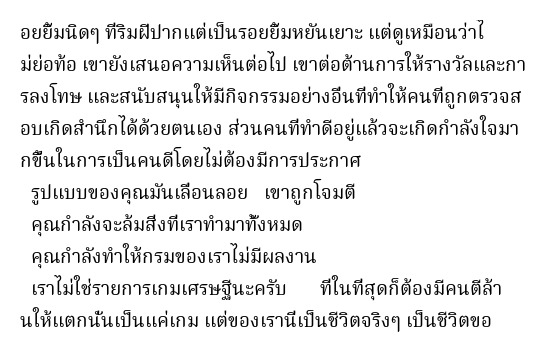 อยยิ้มนิดๆ ที่ริมฝีปากแต่เป็นรอยยิ้มหยันเยาะ แต่ดูเหมือนว่าไ
ม่ย่อท้อ เขายังเสนอความเห็นต่อไป เขาต่อต้านการให้รางวัลและกา
รลงโทษ และสนับสนุนให้มีกิจกรรมอย่างอื่นที่ทำให้คนที่ถูกตรวจส
อบเกิดสำนึกได้ด้วยตนเอง ส่วนคนที่ทำดีอยู่แล้วจะเกิดกำลังใจมา
กขึ้นในการเป็นคนดีโดยไม่ต้องมีการประกาศ
รูปแบบของคุณมันเลื่อนลอย เขาถูกโจมตี
คุณกำลังจะล้มสิ่งที่เราทำมาทั้งหมด
คุณกำลังทำให้กรมของเราไม่มีผลงาน
เราไม่ใช่รายการเกมเศรษฐีนะครับ ที่ในที่สุดก็ต้องมีคนตีล้า
นให้แตกนั่นเป็นแค่เกม แต่ของเรานี่เป็นชีวิตจริงๆ เป็นชีวิตขอ